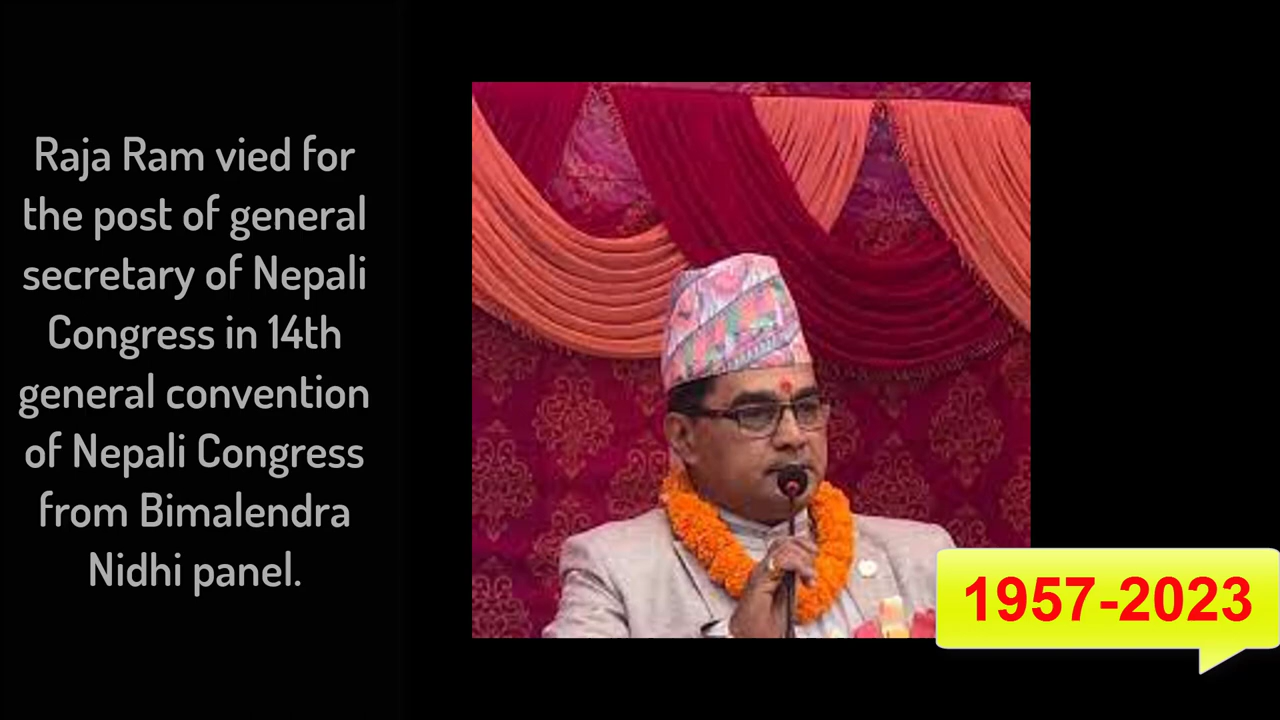 Raja Ram vied for
the post of general
secretary of Nepali
Congress in 14th
general convention
of Nepali Congress
from Bimalendra
Nidhi panel.
1957-2023